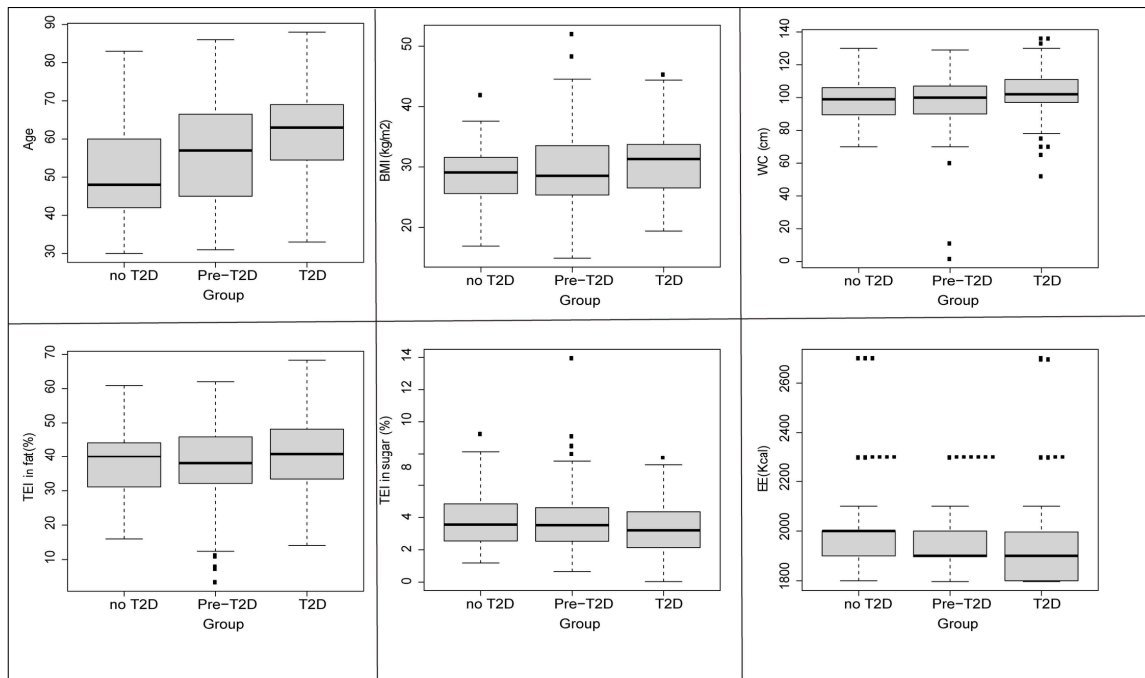 Age
90
80
70
60
50
40
30
no T2D Pre-T2D T2D
Group
BMI (kg/m2)
50
40
30
20
no T2D Pre-T2D T2D
Group
WC (cm)
140
120
100
80
60
40
20
0
no T2D Pre-T2D T2D
Group
TEI in fat(%)
70
60
50
40
30
20
10
no T2D Pre-T2D T2D
Group
TEI in sugar (%)
14
12
10
8
6
4
2
0
no T2D Pre-T2D T2D
Group
EE(Kcal)
2600
2400
2200
2000
1800
no T2D Pre-T2D T2D
Group